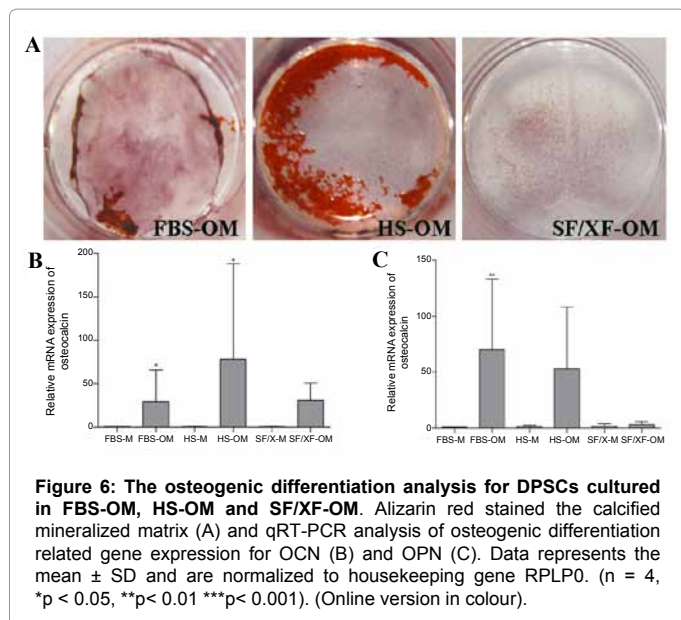 A
FBS-OM
HS-OM
SF/XF-OM
B
Relative mRNA expression of
osteocalcin
200
150
100
50
0
*
*
FBS-M FBS-OM HS-M HS-OM SF/X-M SF/XF-OM
C
Relative mRNA expression of
osteocalcin
150
100
50
0
**
FBS-M FBS-OM HS-M HS-OM SF/X-M SF/XF-OM
Figure 6: The osteogenic differentiation analysis for DPSCs cultured
in FBS-OM, HS-OM and SF/XF-OM. Alizarin red stained the calcified
mineralized matrix (A) and qRT-PCR analysis of osteogenic differentiation
related gene expression for OCN (B) and OPN (C). Data represents the
mean ± SD and are normalized to housekeeping gene RPLP0. (n = 4,
*p < 0.05, **p< 0.01 ***p< 0.001). (Online version in colour).